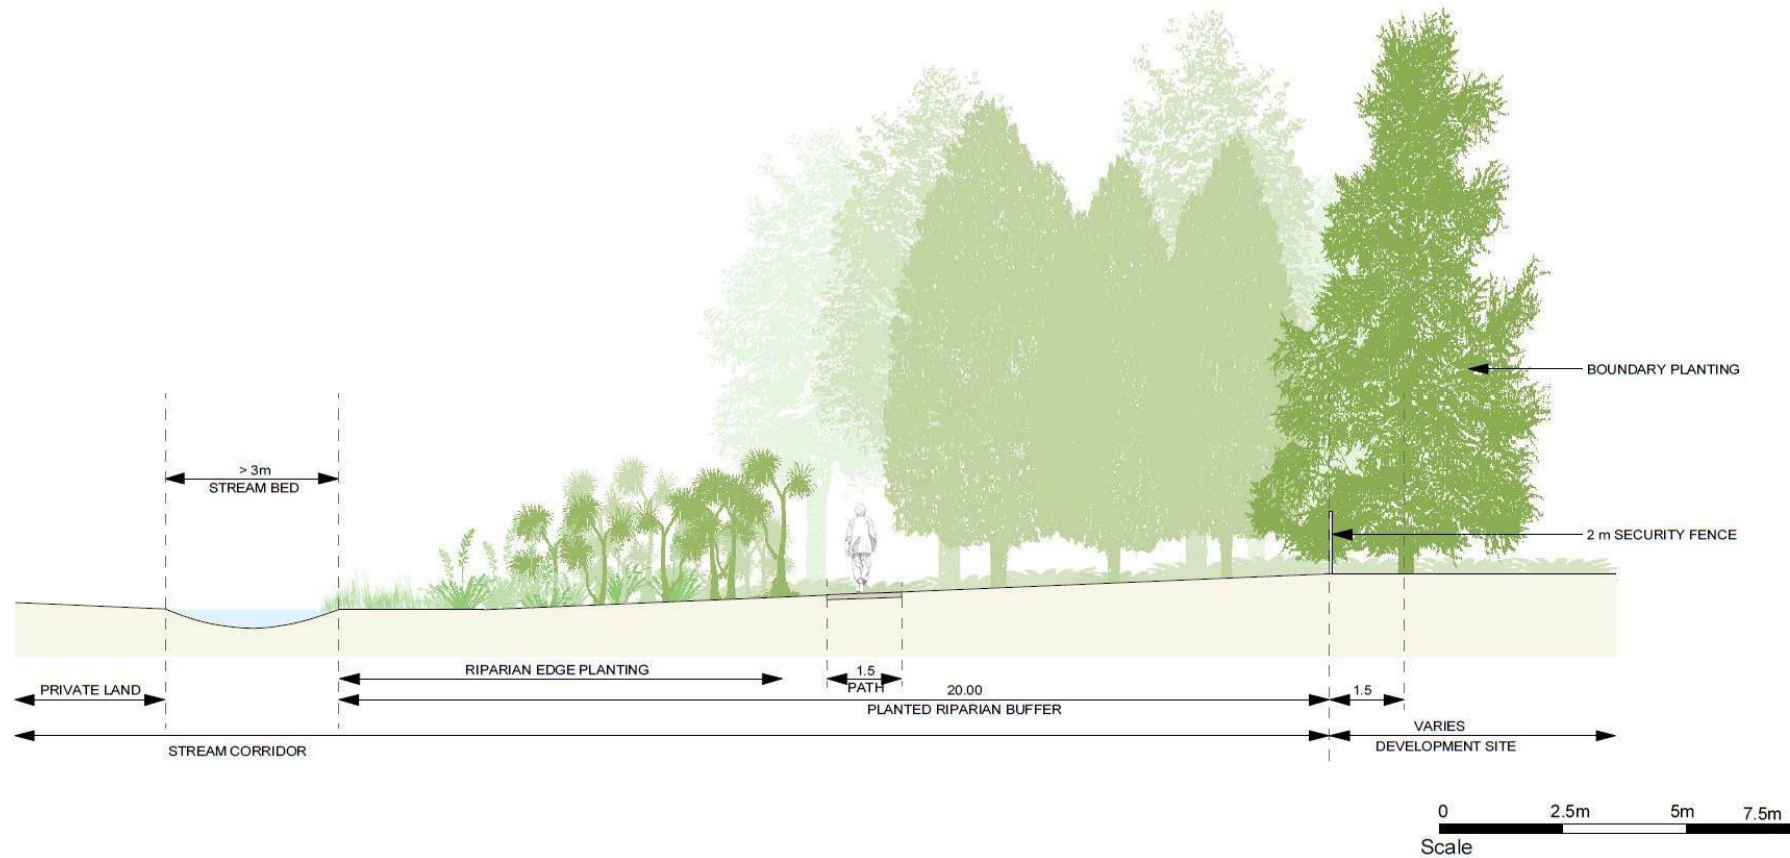 > 3m
STREAM BED
BOUNDARY PLANTING
2 m SECURITY FENCE
RIPARIAN EDGE PLANTING
1.5
PATH
PRIVATE LAND
20.00
PLANTED RIPARIAN BUFFER
1.5
STREAM CORRIDOR
VARIES
DEVELOPMENT SITE
0 2.5m 5m 7.5m
Scale